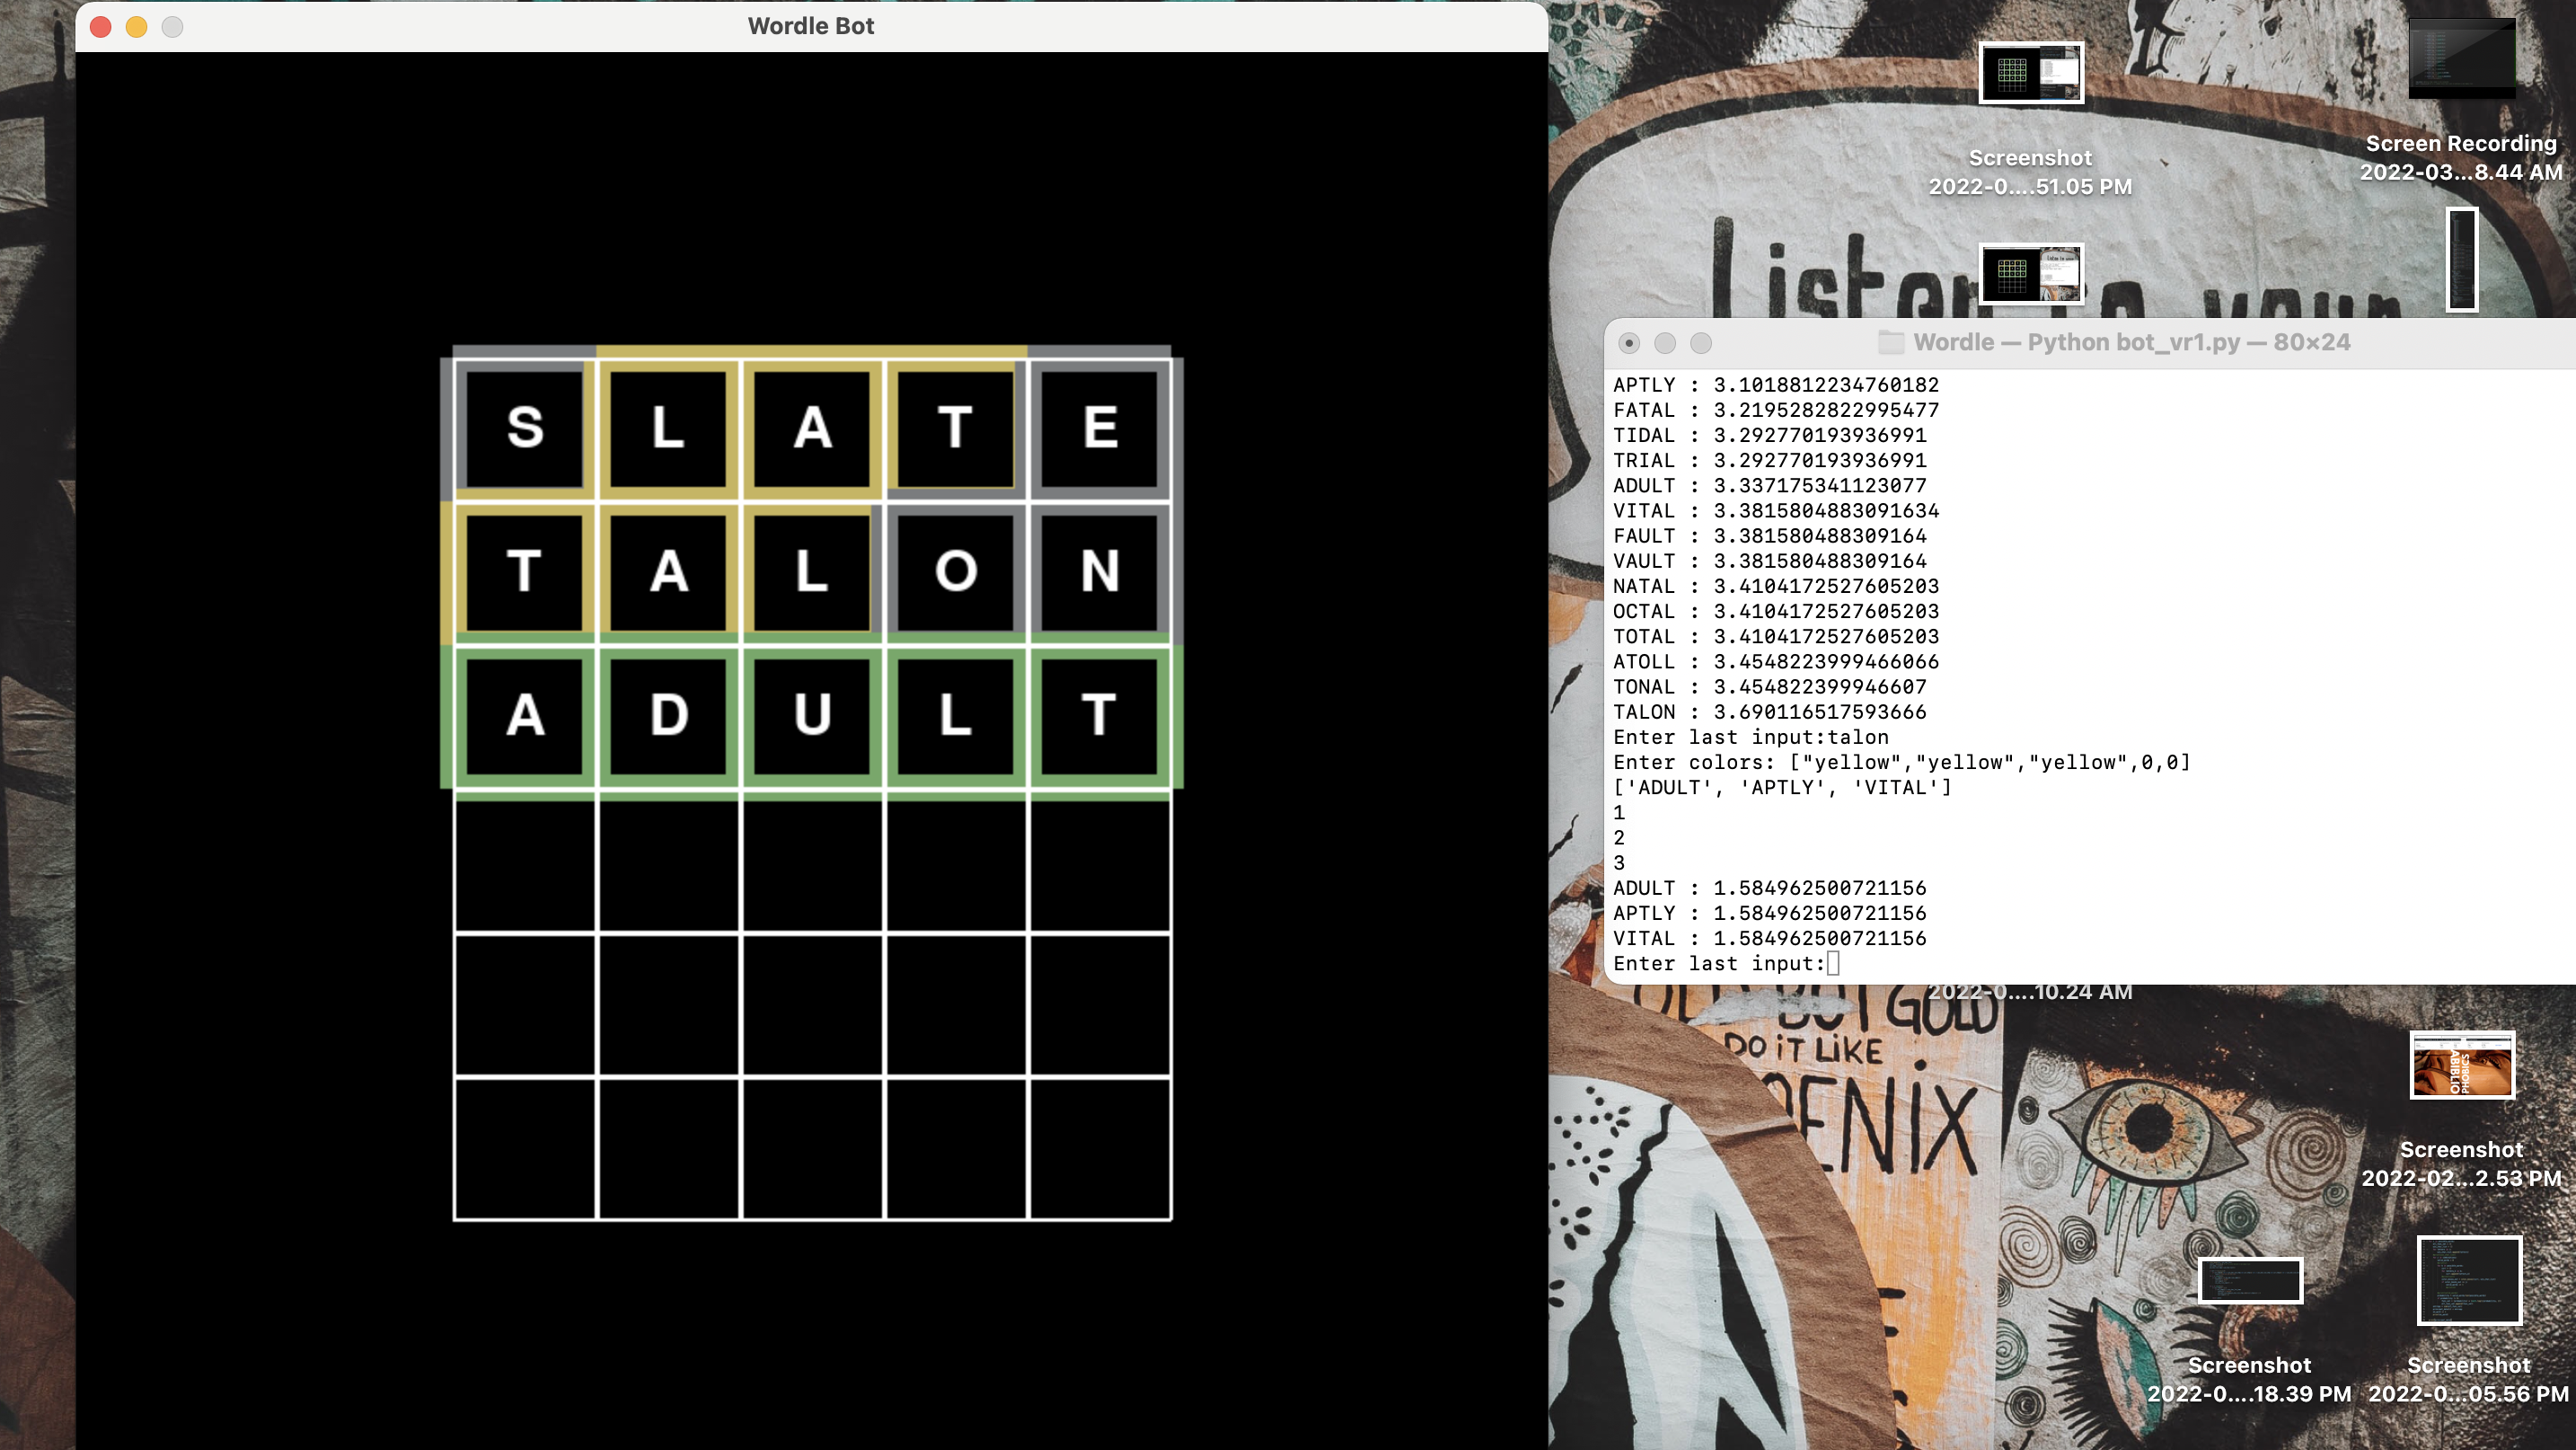 Wordle Bot
S L A T E
T A L O N
A D U L T
Screenshot
2022-0....51.05 PM
Screen Recording
2022-03...8.44 AM
Listen to your
Wordle — Python bot_vr1.py — 80×24
APTLY : 3.1018812234760182
FATAL : 3.2195282822995477
TIDAL : 3.292770193936991
TRIAL : 3.292770193936991
ADULT : 3.337175341123077
VITAL : 3.3815804883091634
FAULT : 3.381580488309164
VAULT : 3.381580488309164
NATAL : 3.4104172527605203
OCTAL : 3.4104172527605203
TOTAL : 3.4104172527605203
ATOLL : 3.4548223999466066
TONAL : 3.454822399946607
TALON : 3.690116517593666
Enter last input:talon
Enter colors: ["yellow","yellow","yellow",0,0]
['ADULT', 'APTLY', 'VITAL']
1
2
3
ADULT : 1.584962500721156
APTLY : 1.584962500721156
VITAL : 1.584962500721156
Enter last input:
2022-0....10.24 AM
GOLD
DO iT LiKE
ENiX
Screenshot
2022-02...2.53 PM
Screenshot
2022-0....18.39 PM
Screenshot
2022-0...05.56 PM